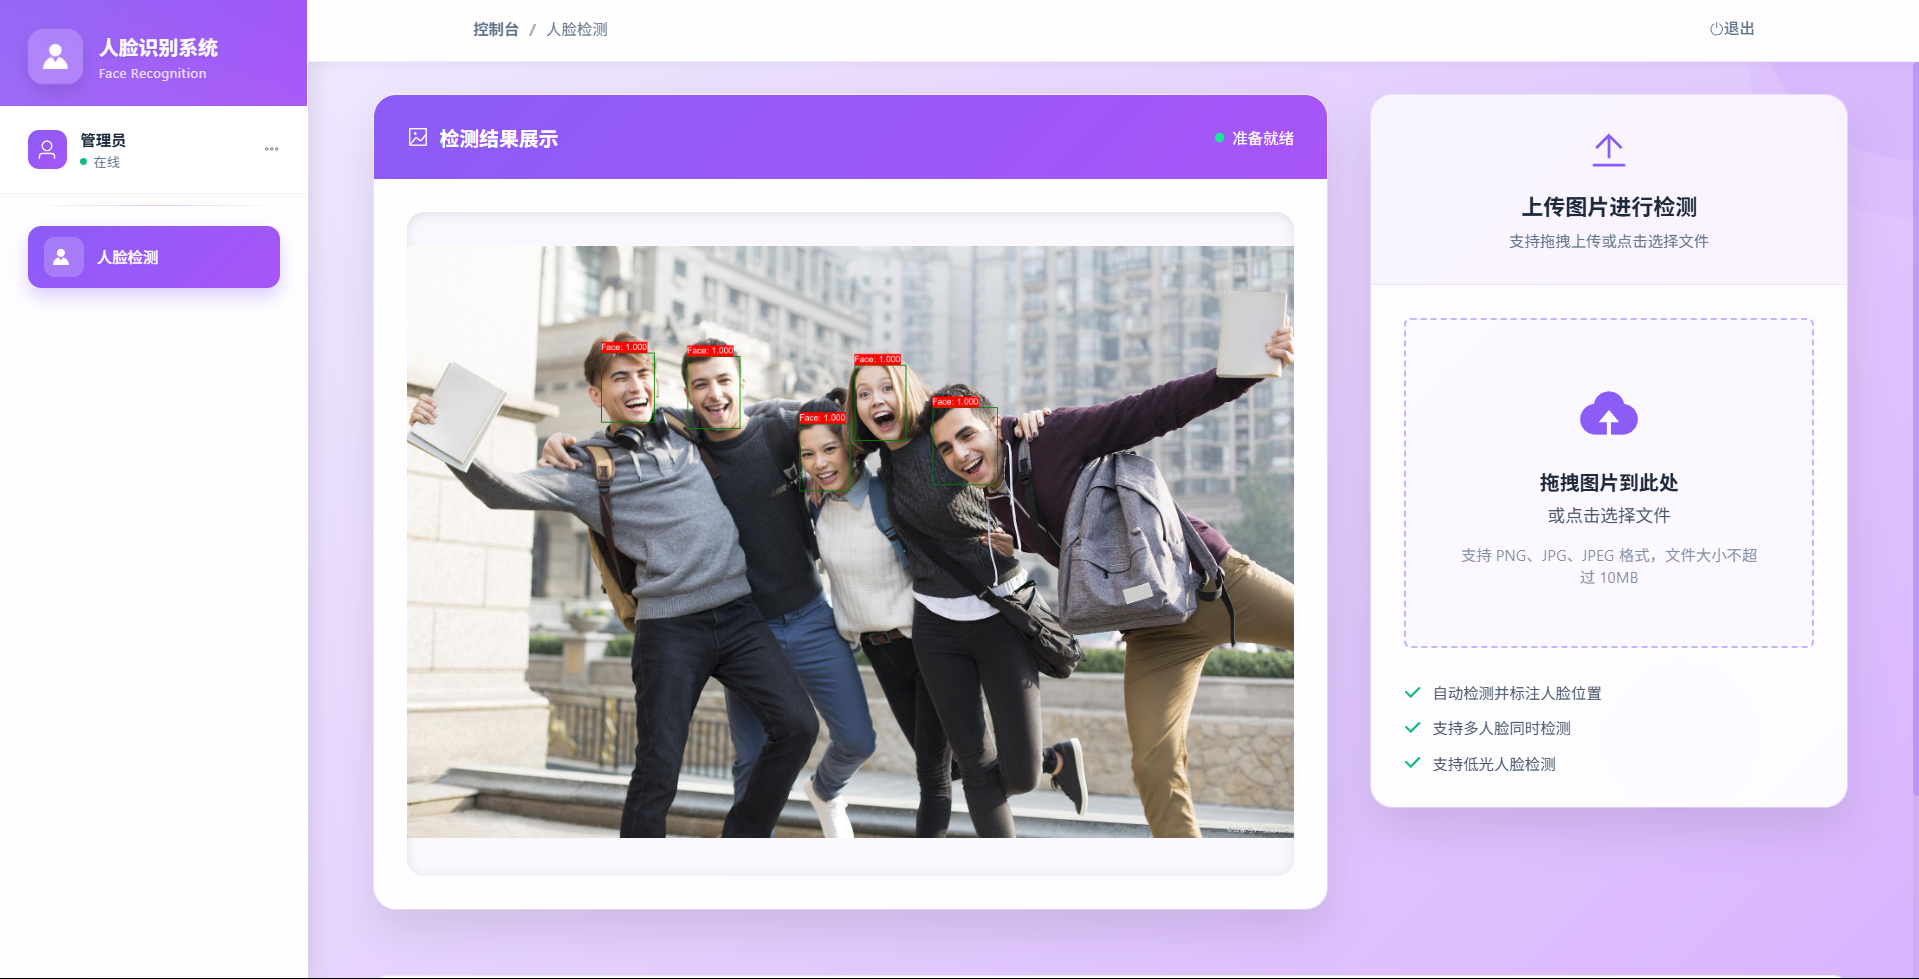 人脸识别系统
Face Recognition
管理员
在线
人脸检测
控制台 / 人脸检测
退出
检测结果展示
准备就绪
Face: 1.000
Face: 1.000
Face: 1.000
Face: 1.000
Face: 1.000
上传图片进行检测
支持拖拽上传或点击选择文件
拖拽图片到此处
或点击选择文件
支持 PNG、JPG、JPEG 格式，文件大小不超
过 10MB
自动检测并标注人脸位置
支持多人脸同时检测
支持低光人脸检测